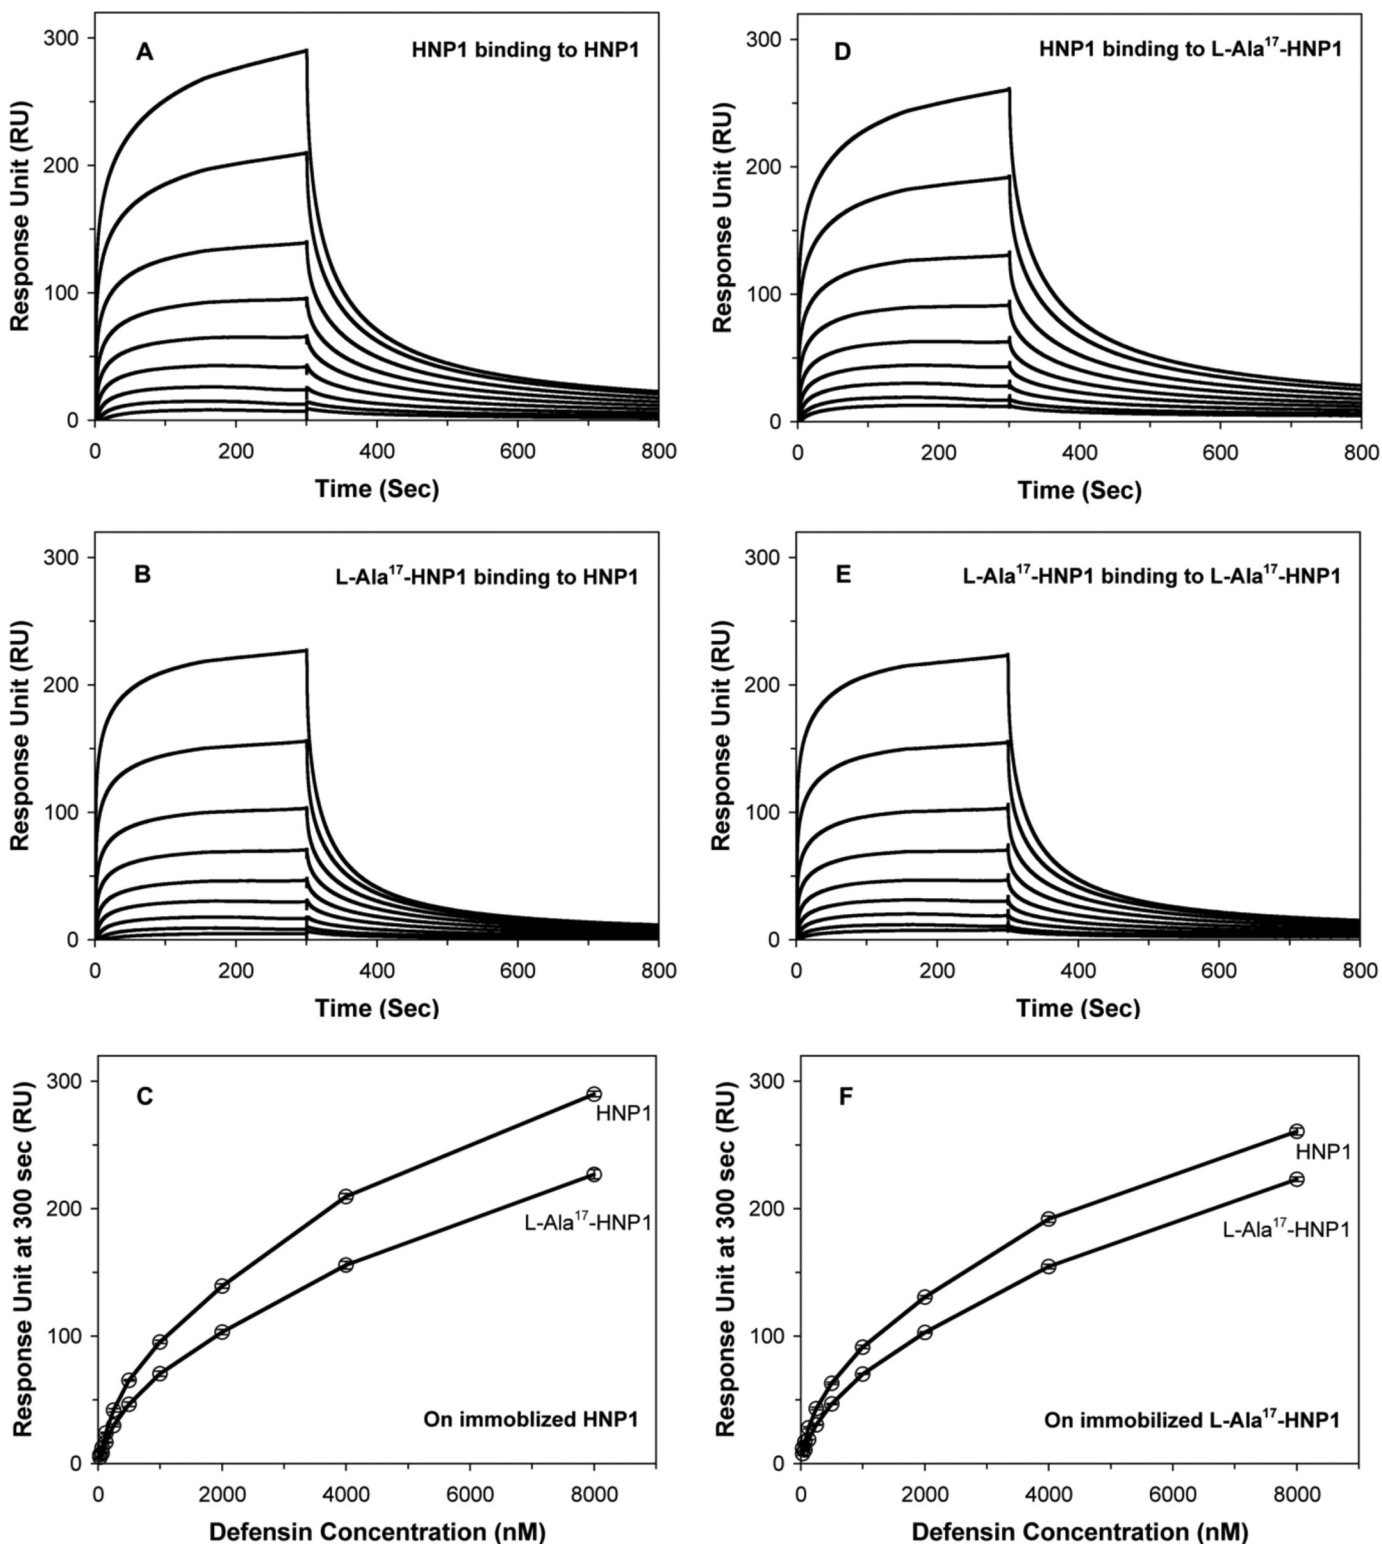 A
HNP1 binding to HNP1
Response Unit (RU)
300
200
100
0
0 200 400 600 800
Time (Sec)
D
HNP1 binding to L-Ala¹⁷-HNP1
Response Unit (RU)
300
200
100
0
0 200 400 600 800
Time (Sec)
B
L-Ala¹⁷-HNP1 binding to HNP1
Response Unit (RU)
300
200
100
0
0 200 400 600 800
Time (Sec)
E
L-Ala¹⁷-HNP1 binding to L-Ala¹⁷-HNP1
Response Unit (RU)
300
200
100
0
0 200 400 600 800
Time (Sec)
C
Response Unit at 300 sec (RU)
300
200
100
0
HNP1
L-Ala¹⁷-HNP1
On immoblized HNP1
0 2000 4000 6000 8000
Defensin Concentration (nM)
F
Response Unit at 300 sec (RU)
300
200
100
0
HNP1
L-Ala¹⁷-HNP1
On immobilized L-Ala¹⁷-HNP1
0 2000 4000 6000 8000
Defensin Concentration (nM)